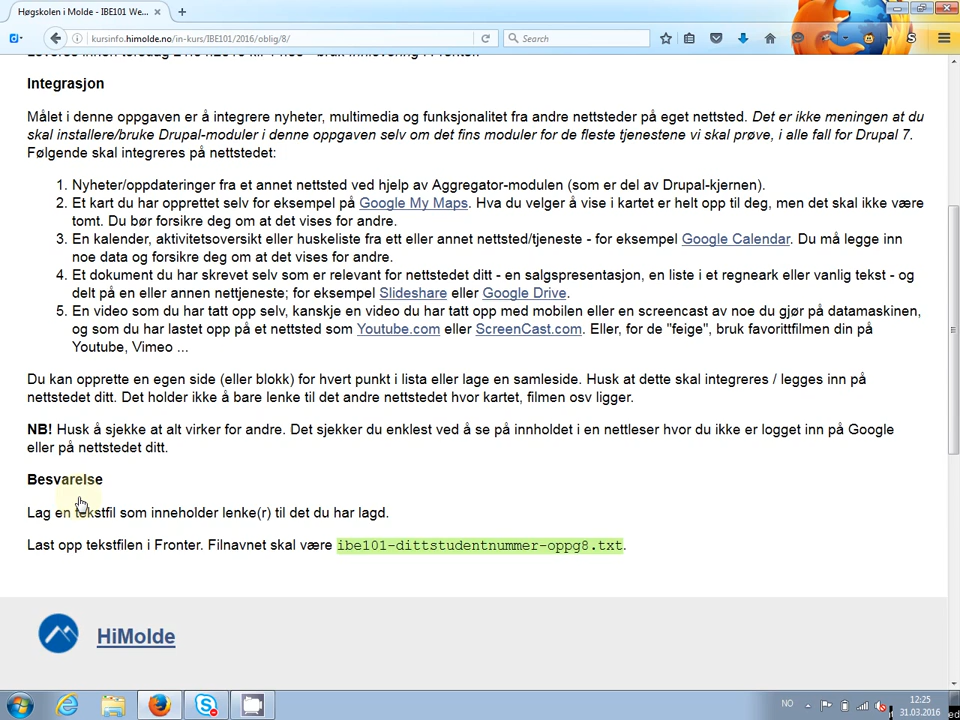 Høgskolen i Molde - IBE101 We...
kursinfo.himolde.no/in-kurs/IBE101/2016/oblig/8/
Search
Integrasjon
Målet i denne oppgaven er å integrere nyheter, multimedia og funksjonalitet fra andre nettsteder på eget nettsted. Det er ikke meningen at du
skal installere/bruke Drupal-moduler i denne oppgaven selv om det fins moduler for de fleste tjenestene vi skal prøve, i alle fall for Drupal 7.
Følgende skal integreres på nettstedet:
1. Nyheter/oppdateringer fra et annet nettsted ved hjelp av Aggregator-modulen (som er del av Drupal-kjernen).
2. Et kart du har opprettet selv for eksempel på Google My Maps. Hva du velger å vise i kartet er helt opp til deg, men det skal ikke være
tomt. Du bør forsikre deg om at det vises for andre.
3. En kalender, aktivitetsoversikt eller huskeliste fra ett eller annet nettsted/tjeneste - for eksempel Google Calendar. Du må legge inn
noe data og forsikre deg om at det vises for andre.
4. Et dokument du har skrevet selv som er relevant for nettstedet ditt - en salgspresentasjon, en liste i et regneark eller vanlig tekst - og
delt på en eller annen nettjeneste; for eksempel Slideshare eller Google Drive.
5. En video som du har tatt opp selv, kanskje en video du har tatt opp med mobilen eller en screencast av noe du gjør på datamaskinen,
og som du har lastet opp på et nettsted som Youtube.com eller ScreenCast.com. Eller, for de "feige", bruk favorittfilmen din på
Youtube, Vimeo ...
Du kan opprette en egen side (eller blokk) for hvert punkt i lista eller lage en samleside. Husk at dette skal integreres / legges inn på
nettstedet ditt. Det holder ikke å bare lenke til det andre nettstedet hvor kartet, filmen osv ligger.
NB! Husk å sjekke at alt virker for andre. Det sjekker du enklest ved å se på innholdet i en nettleser hvor du ikke er logget inn på Google
eller på nettstedet ditt.
Besvarelse
Lag en tekstfil som inneholder lenke(r) til det du har lagd.
Last opp tekstfilen i Fronter. Filnavnet skal være ibe101-dittstudentnummer-oppg8.txt.
HiMolde
NO
12:25
31.03.2016